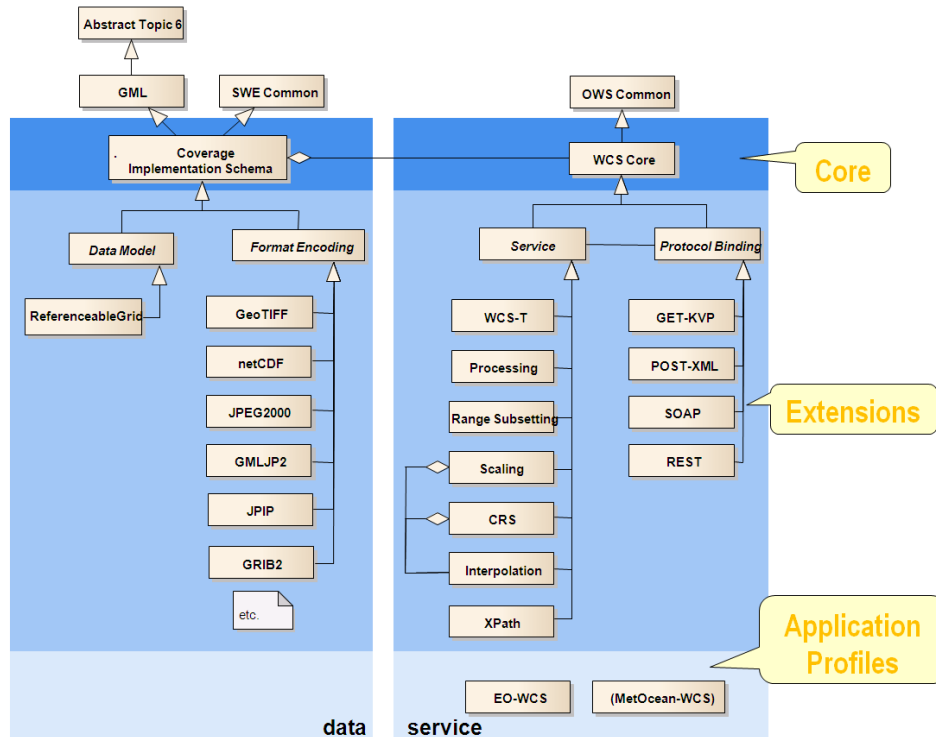 Abstract Topic 6
GML
SWE Common
OWS Common
. Coverage
Implementation Schema
WCS Core
Core
Data Model
Format Encoding
Service
Protocol Binding
ReferenceableGrid
GeoTIFF
netCDF
JPEG2000
GMLJP2
JPIP
GRIB2
etc.
WCS-T
Processing
Range Subsetting
Scaling
CRS
Interpolation
XPath
GET-KVP
POST-XML
SOAP
REST
Extensions
Application
Profiles
EO-WCS
(MetOcean-WCS)
data
service